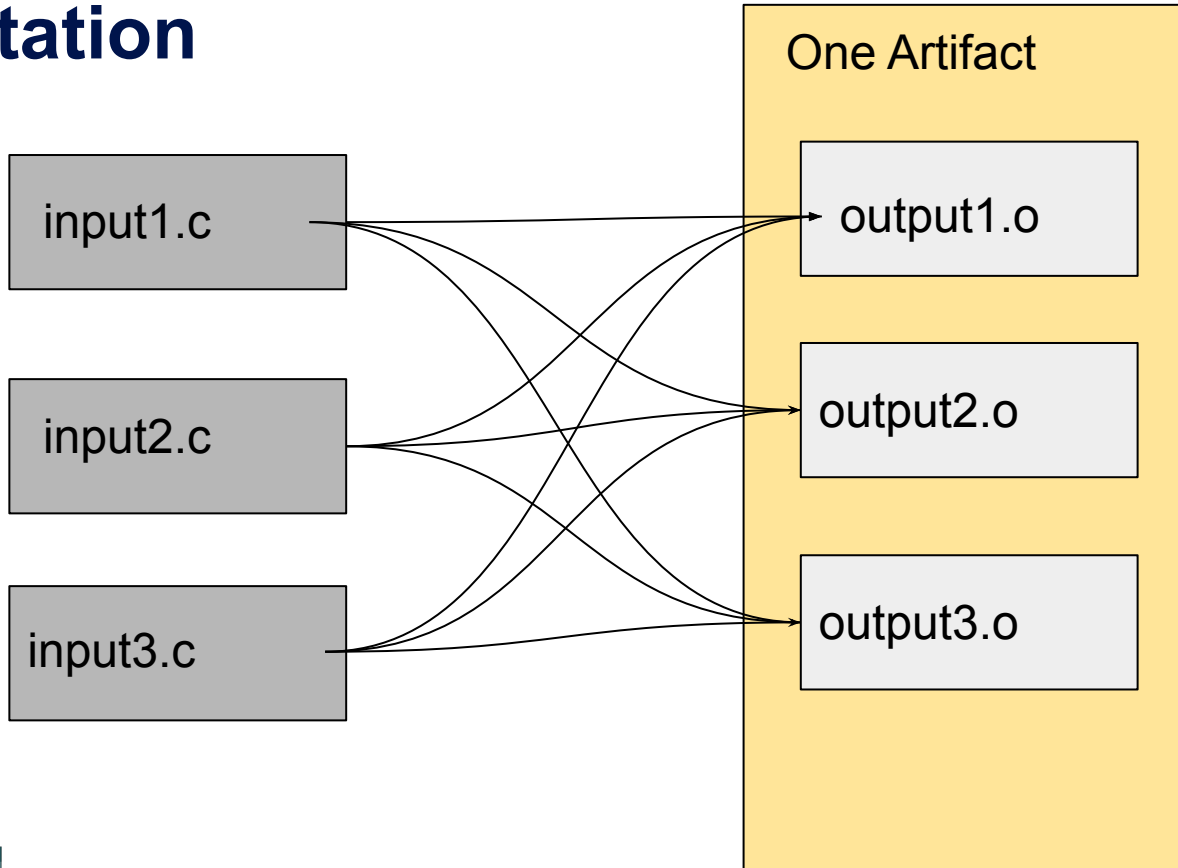 tation
One Artifact
input1.c
output1.o
input2.c
output2.o
input3.c
output3.o